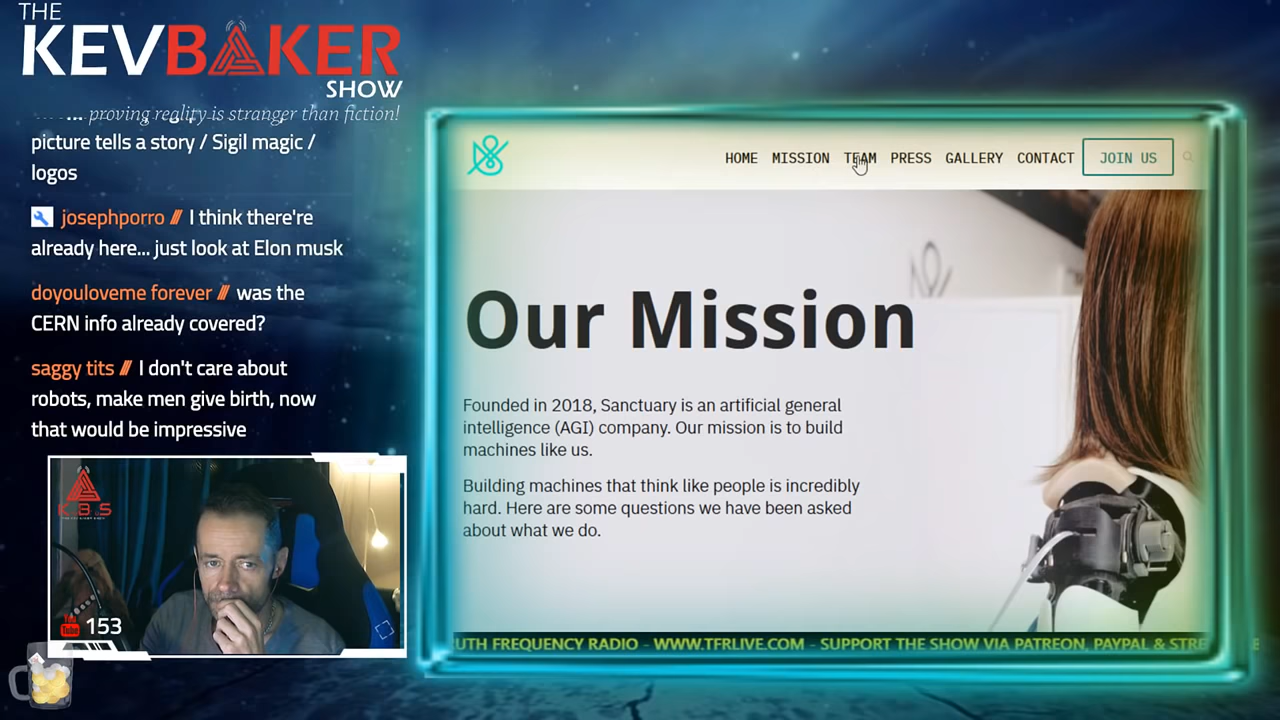 THE
KEVBAKER
SHOW
... proving reality is stranger than fiction!
picture tells a story / Sigil magic /
logos
josephporro /// I think there're
already here... just look at Elon musk
doyouloveme forever /// was the
CERN info already covered?
saggy tits /// I don't care about
robots, make men give birth, now
that would be impressive
KBS
You Tube 153
HOME MISSION TEAM PRESS GALLERY CONTACT JOIN US
Our Mission
Founded in 2018, Sanctuary is an artificial general
intelligence (AGI) company. Our mission is to build
machines like us.
Building machines that think like people is incredibly
hard. Here are some questions we have been asked
about what we do.
UTH FREQUENCY RADIO - WWW.TFRLIVE.COM - SUPPORT THE SHOW VIA PATREON, PAYPAL & STRE